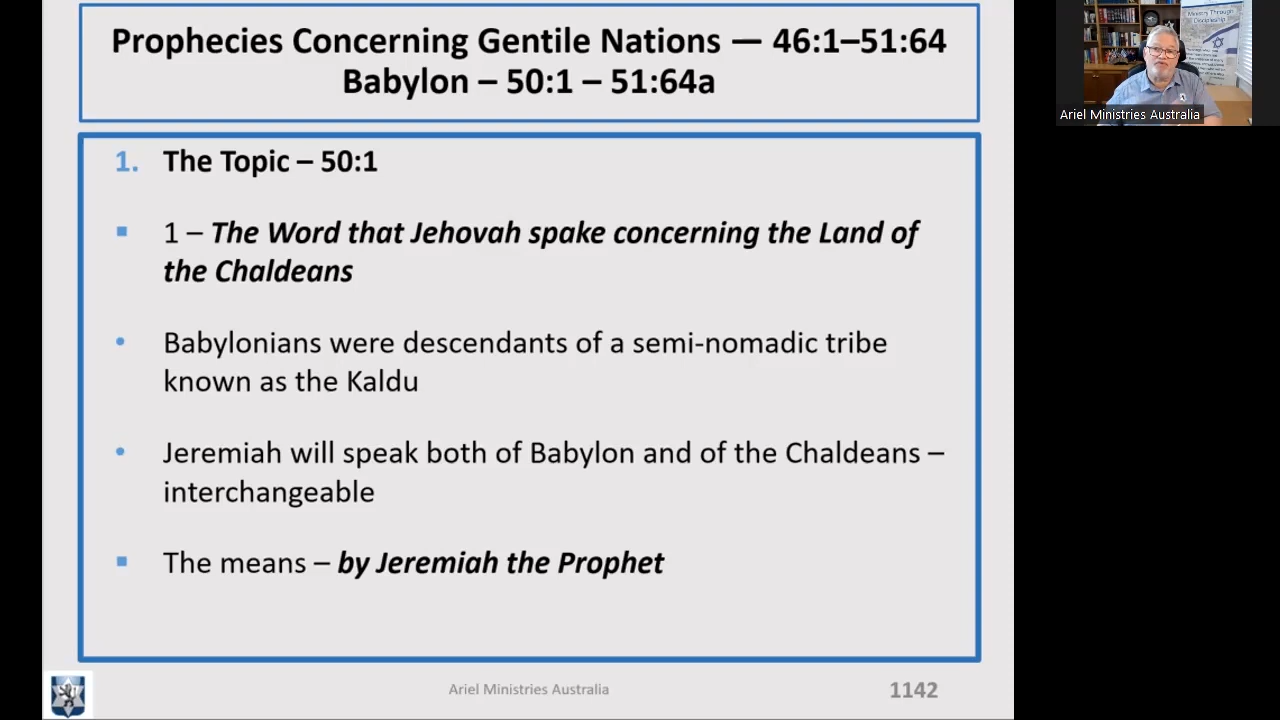 Prophecies Concerning Gentile Nations — 46:1–51:64
Babylon – 50:1 – 51:64a
1. The Topic – 50:1
1 – The Word that Jehovah spake concerning the Land of
the Chaldeans
Babylonians were descendants of a semi-nomadic tribe
known as the Kaldu
Jeremiah will speak both of Babylon and of the Chaldeans –
interchangeable
The means – by Jeremiah the Prophet
Ariel Ministries Australia
1142
Ministry Through
Discipleship
Ariel Ministries Australia